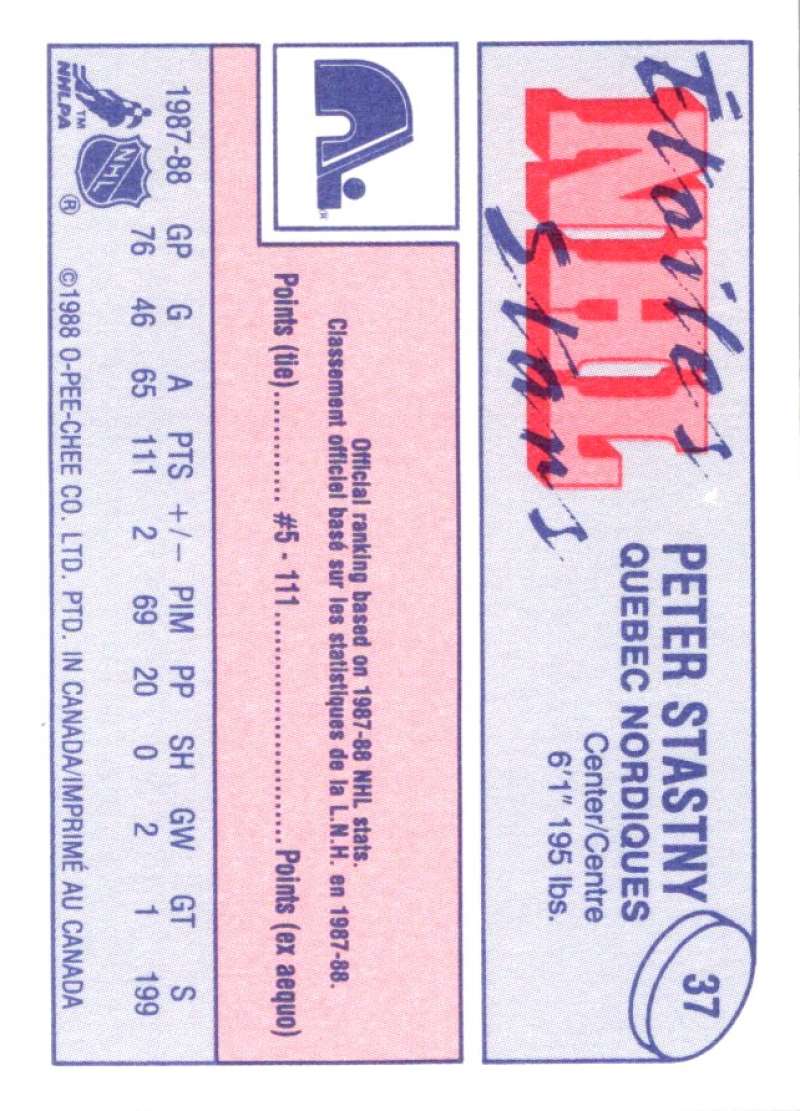 Étoiles
NHL
Stars
PETER STASTNY
QUEBEC NORDIQUES
Center/Centre
6'1" 195 lbs.
37
Official ranking based on 1987-88 NHL stats.
Classement officiel basé sur les statistiques de la L.N.H. en 1987-88.
Points (tie)............ #5 - 111..........................Points (ex aequo)
1987-88 GP G A PTS +/– PIM PP SH GW GT S
76 46 65 111 2 69 20 0 2 1 199
TM
NHLPA
NHL
®
©1988 O-PEE-CHEE CO. LTD. PTD. IN CANADA/IMPRIMÉ AU CANADA